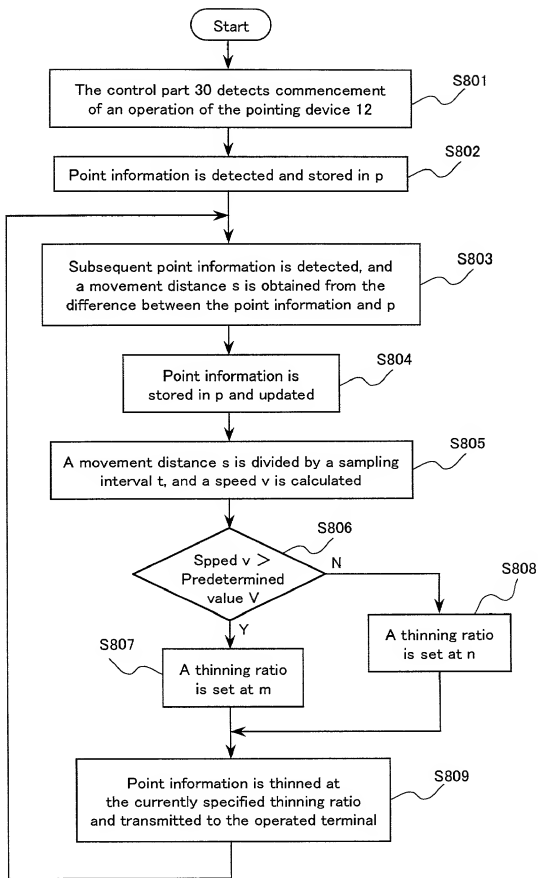 Start
The control part 30 detects commencement
of an operation of the pointing device 12
S801
Point information is detected and stored in p
S802
Subsequent point information is detected, and
a movement distance s is obtained from the
difference between the point information and p
S803
Point information is
stored in p and updated
S804
A movement distance s is divided by a sampling
interval t, and a speed v is calculated
S805
Spped v >
Predetermined
value V
S806
N
Y
S807
A thinning ratio
is set at m
S808
A thinning ratio
is set at n
Point information is thinned at
the currently specified thinning ratio
and transmitted to the operated terminal
S809